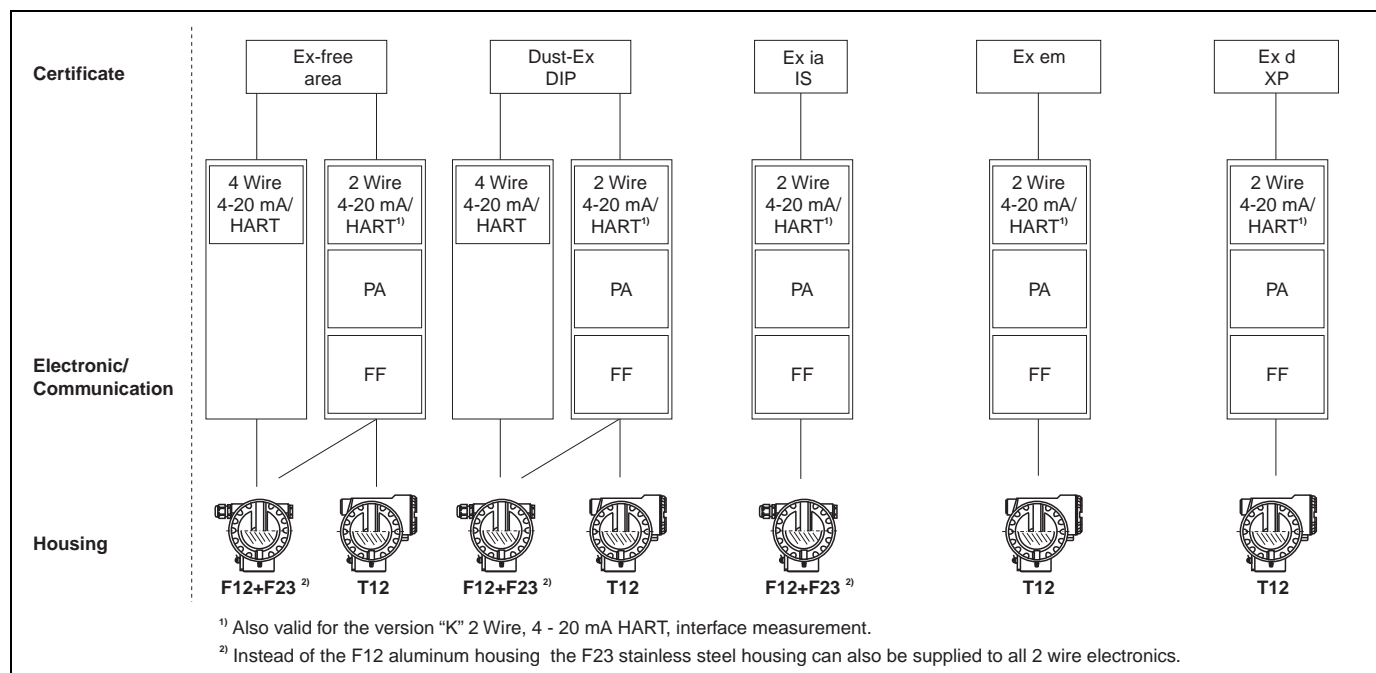 Certificate
Ex-free
area
Dust-Ex
DIP
Ex ia
IS
Ex em
Ex d
XP
4 Wire
4-20 mA/
HART
2 Wire
4-20 mA/
HART¹⁾
4 Wire
4-20 mA/
HART
2 Wire
4-20 mA/
HART¹⁾
2 Wire
4-20 mA/
HART¹⁾
2 Wire
4-20 mA/
HART¹⁾
2 Wire
4-20 mA/
HART¹⁾
PA
PA
PA
PA
PA
Electronic/
Communication
FF
FF
FF
FF
FF
Housing
F12+F23 ²⁾
T12
F12+F23 ²⁾
T12
F12+F23 ²⁾
T12
T12
¹⁾ Also valid for the version “K” 2 Wire, 4 - 20 mA HART, interface measurement.
²⁾ Instead of the F12 aluminum housing the F23 stainless steel housing can also be supplied to all 2 wire electronics.